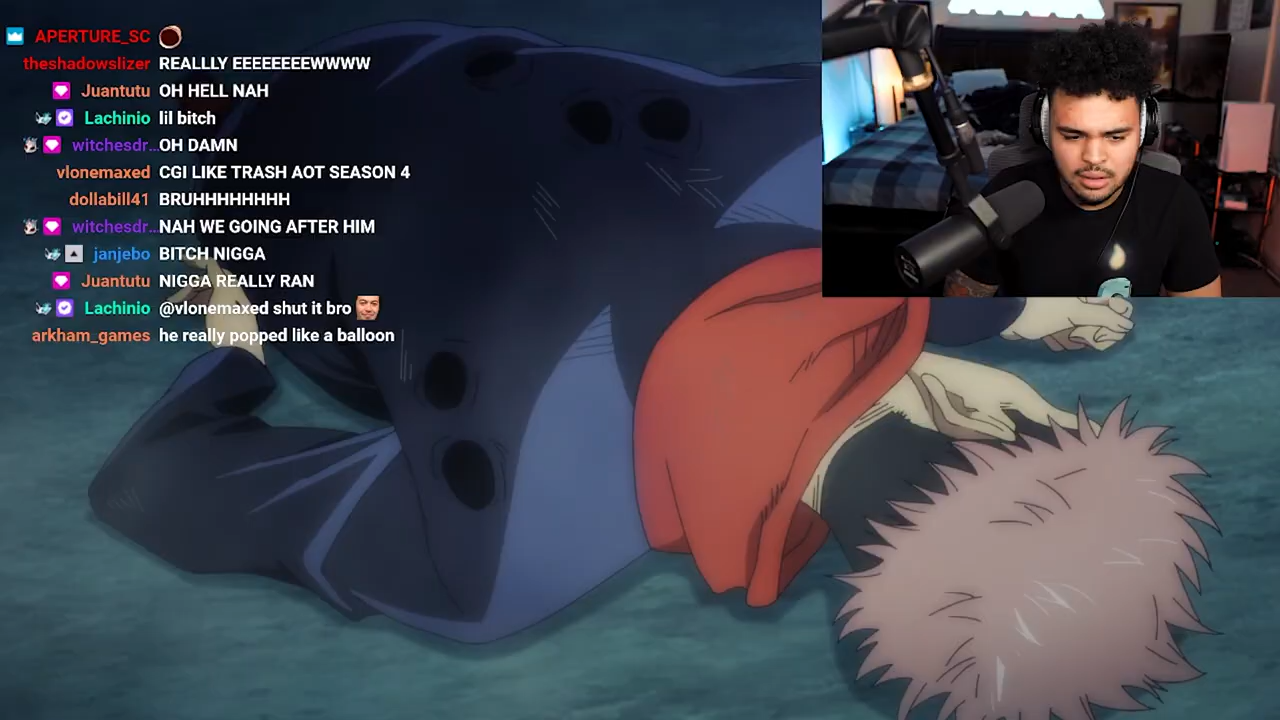 APERTURE_SC
theshadowslizer REALLLY EEEEEEEEWWWW
Juantutu OH HELL NAH
Lachinio lil bitch
witchesdr... OH DAMN
vlonemaxed CGI LIKE TRASH AOT SEASON 4
dollabill41 BRUHHHHHHHH
witchesdr... NAH WE GOING AFTER HIM
janjebo BITCH NIGGA
Juantutu NIGGA REALLY RAN
Lachinio @vlonemaxed shut it bro
arkham_games he really popped like a balloon